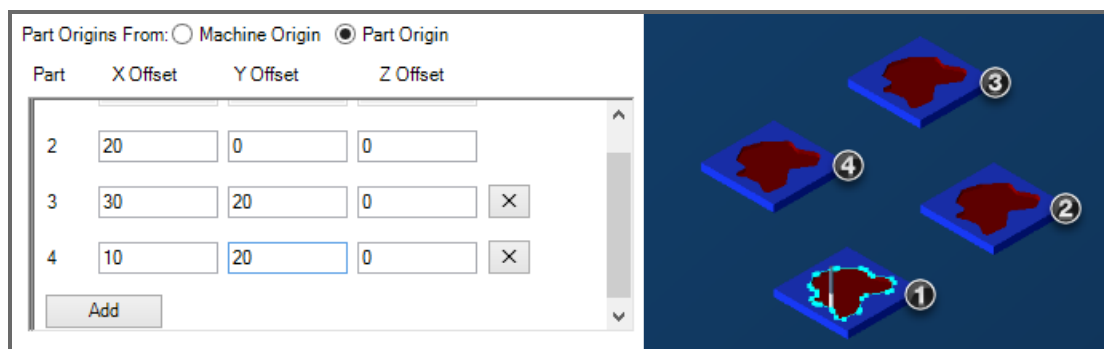 Part Origins From: Machine Origin Part Origin
Part X Offset Y Offset Z Offset
2 20 0 0
3 30 20 0 X
4 10 20 0 X
Add
3
4
2
1